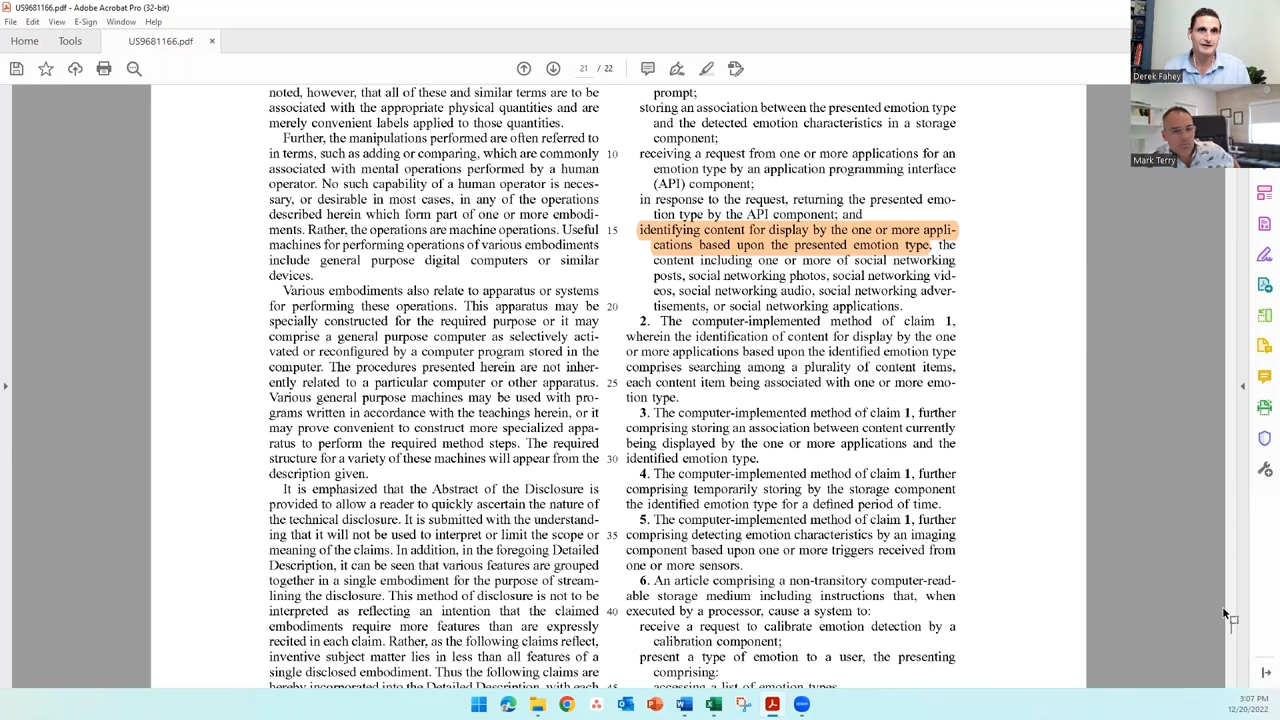 US9681166.pdf - Adobe Acrobat Pro (32-bit)
File Edit View E-Sign Window Help
Home Tools US9681166.pdf ×
21 / 22
noted, however, that all of these and similar terms are to be
associated with the appropriate physical quantities and are
merely convenient labels applied to those quantities.
Further, the manipulations performed are often referred to
in terms, such as adding or comparing, which are commonly
associated with mental operations performed by a human
operator. No such capability of a human operator is neces-
sary, or desirable in most cases, in any of the operations
described herein which form part of one or more embodi-
ments. Rather, the operations are machine operations. Useful
machines for performing operations of various embodiments
include general purpose digital computers or similar
devices.
Various embodiments also relate to apparatus or systems
for performing these operations. This apparatus may be
specially constructed for the required purpose or it may
comprise a general purpose computer as selectively acti-
vated or reconfigured by a computer program stored in the
computer. The procedures presented herein are not inher-
ently related to a particular computer or other apparatus.
Various general purpose machines may be used with pro-
grams written in accordance with the teachings herein, or it
may prove convenient to construct more specialized appa-
ratus to perform the required method steps. The required
structure for a variety of these machines will appear from the
description given.
It is emphasized that the Abstract of the Disclosure is
provided to allow a reader to quickly ascertain the nature of
the technical disclosure. It is submitted with the understand-
ing that it will not be used to interpret or limit the scope or
meaning of the claims. In addition, in the foregoing Detailed
Description, it can be seen that various features are grouped
together in a single embodiment for the purpose of stream-
lining the disclosure. This method of disclosure is not to be
interpreted as reflecting an intention that the claimed
embodiments require more features than are expressly
recited in each claim. Rather, as the following claims reflect,
inventive subject matter lies in less than all features of a
single disclosed embodiment. Thus the following claims are
hereby incorporated into the Detailed Description, with each
10
15
20
25
30
35
40
45
prompt;
storing an association between the presented emotion type
and the detected emotion characteristics in a storage
component;
receiving a request from one or more applications for an
emotion type by an application programming interface
(API) component;
in response to the request, returning the presented emo-
tion type by the API component; and
identifying content for display by the one or more appli-
cations based upon the presented emotion type, the
content including one or more of social networking
posts, social networking photos, social networking vid-
eos, social networking audio, social networking adver-
tisements, or social networking applications.
2. The computer-implemented method of claim 1,
wherein the identification of content for display by the one
or more applications based upon the identified emotion type
comprises searching among a plurality of content items,
each content item being associated with one or more emo-
tion type.
3. The computer-implemented method of claim 1, further
comprising storing an association between content currently
being displayed by the one or more applications and the
identified emotion type.
4. The computer-implemented method of claim 1, further
comprising temporarily storing by the storage component
the identified emotion type for a defined period of time.
5. The computer-implemented method of claim 1, further
comprising detecting emotion characteristics by an imaging
component based upon one or more triggers received from
one or more sensors.
6. An article comprising a non-transitory computer-read-
able storage medium including instructions that, when
executed by a processor, cause a system to:
receive a request to calibrate emotion detection by a
calibration component;
present a type of emotion to a user, the presenting
comprising:
accessing a list of emotion types
Derek Fahey
Mark Terry
3:07 PM
12/20/2022